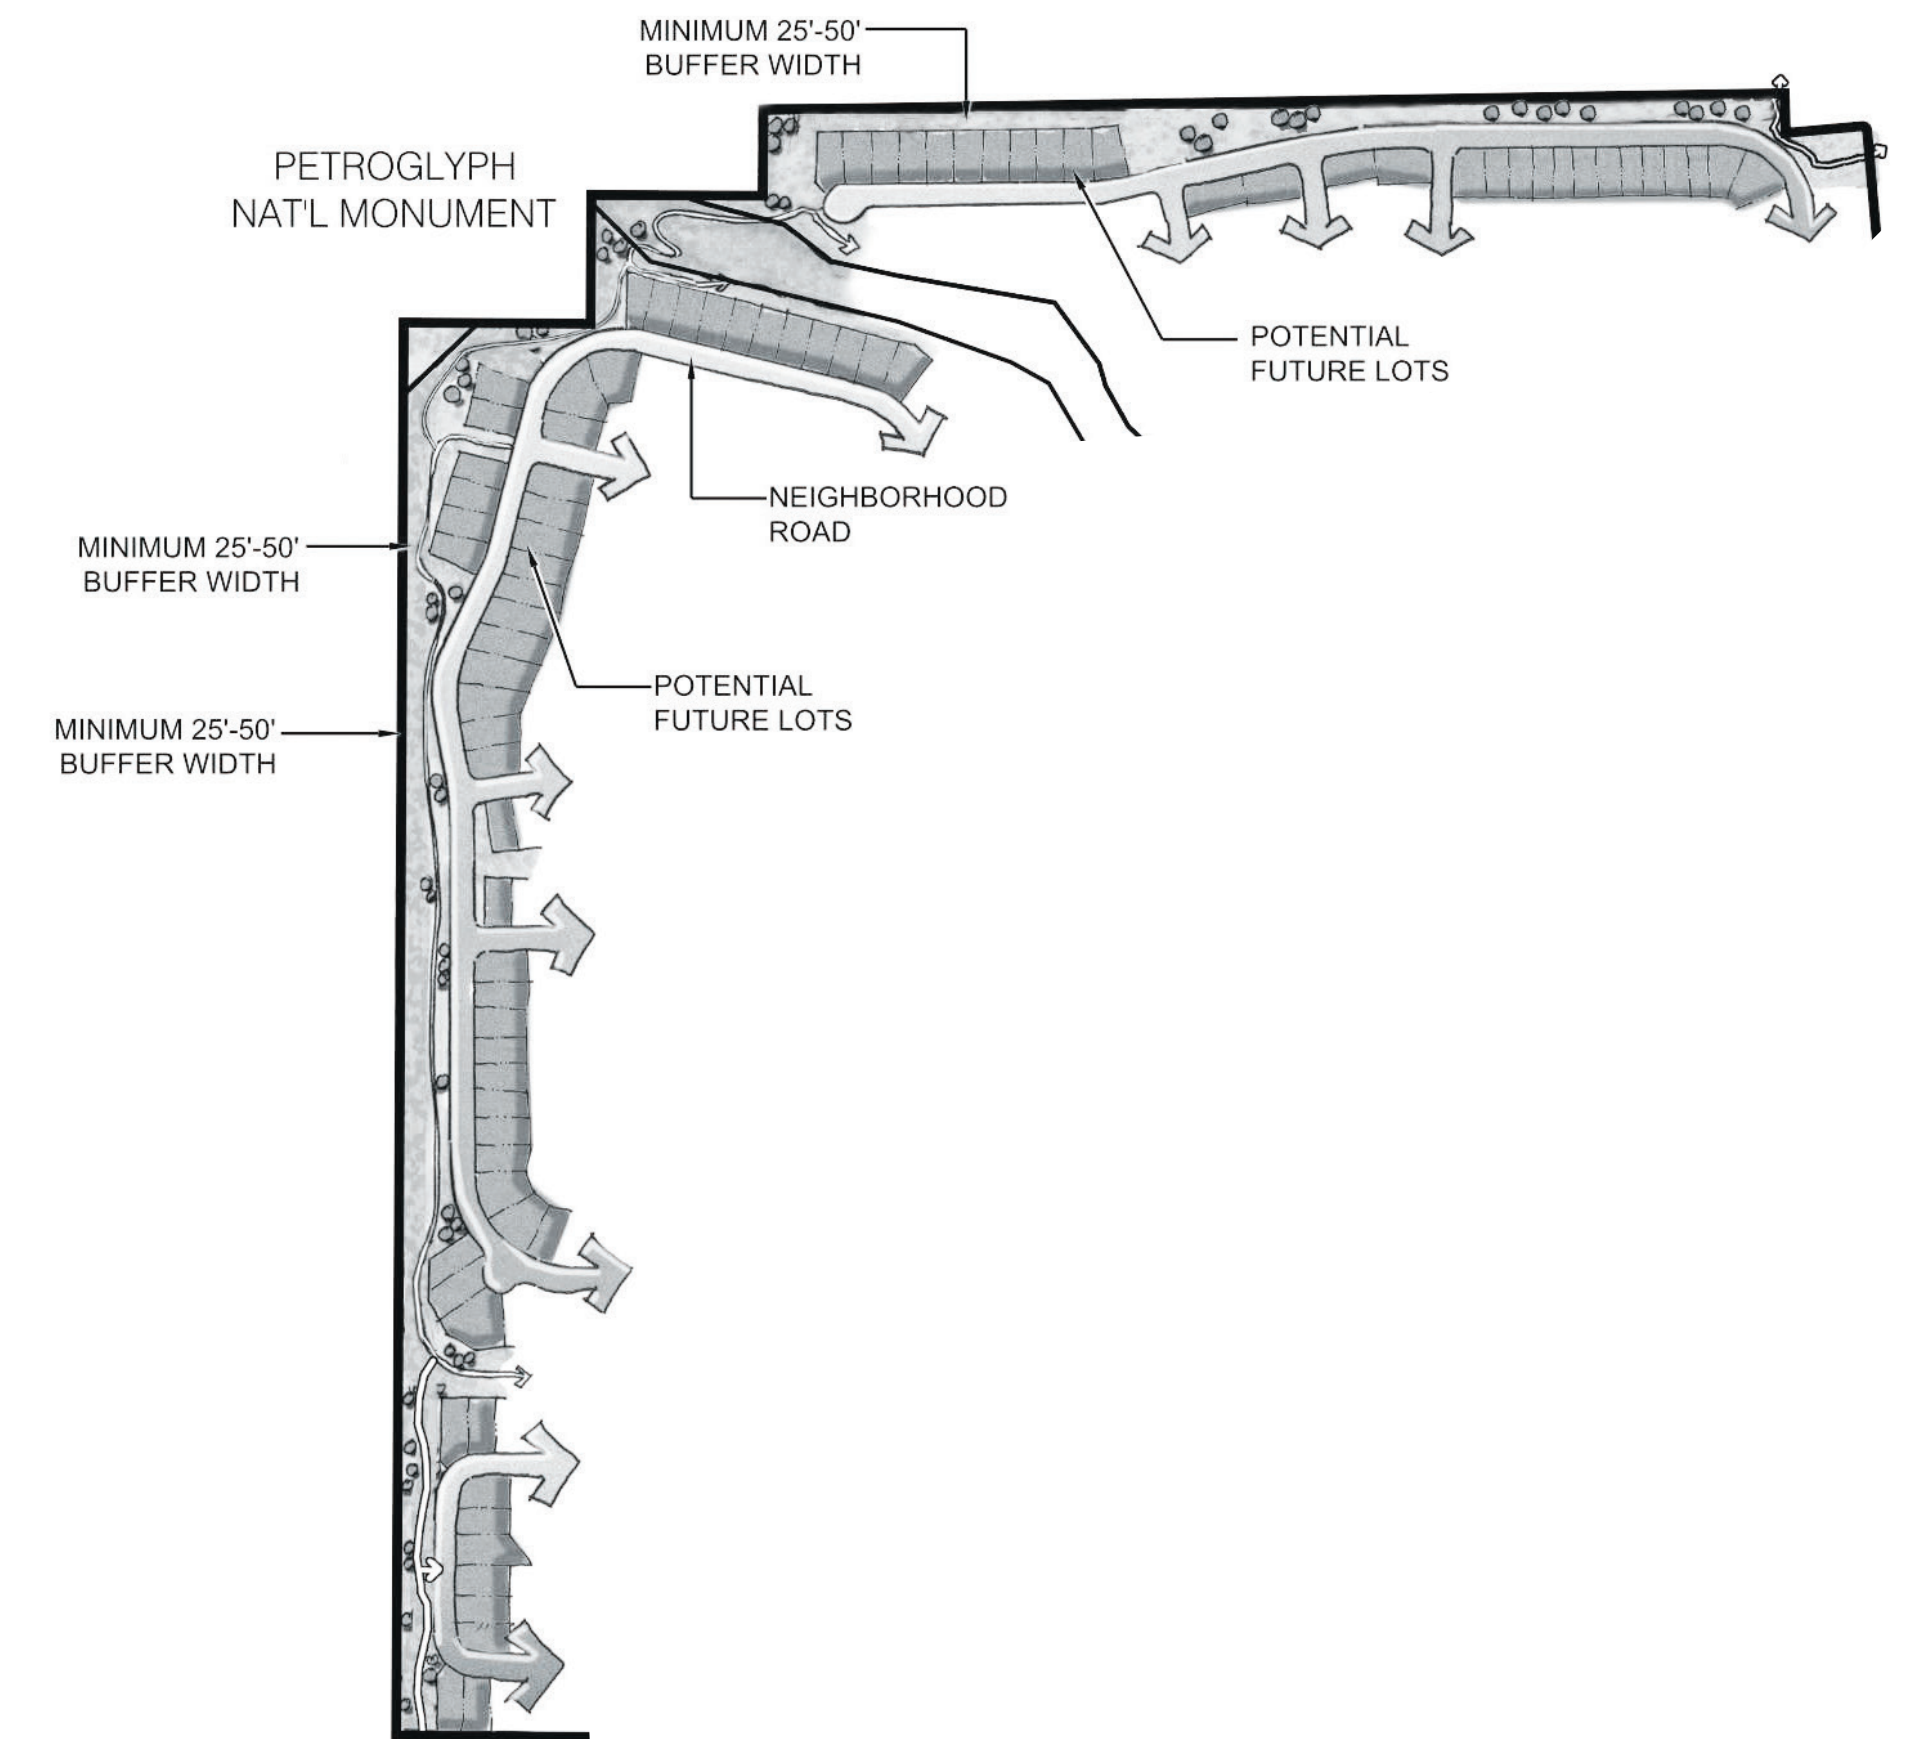 MINIMUM 25'-50'
BUFFER WIDTH
PETROGLYPH
NAT'L MONUMENT
POTENTIAL
FUTURE LOTS
NEIGHBORHOOD
ROAD
MINIMUM 25'-50'
BUFFER WIDTH
POTENTIAL
FUTURE LOTS
MINIMUM 25'-50'
BUFFER WIDTH